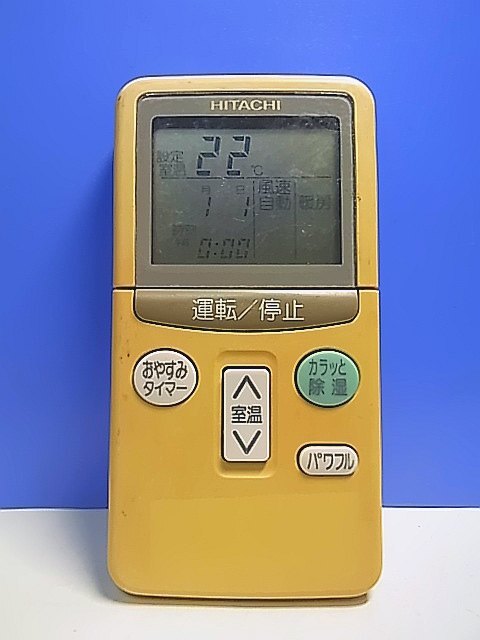 HITACHI
設定 22℃
室温
月 日 風速 暖房
1 1 自動
午前 0:00
運転／停止
おやすみ
タイマー
室温
カラッと
除湿
パワフル